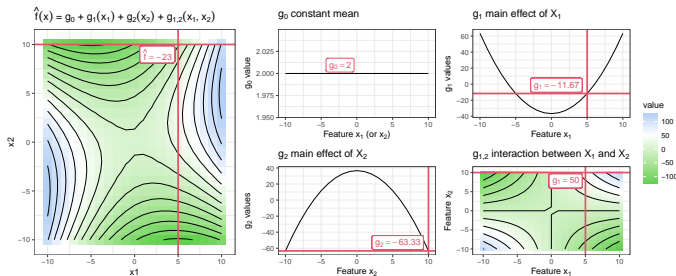 f̂(x) = g₀ + g₁(x₁) + g₂(x₂) + g₁,₂(x₁, x₂)
10
5
0
-5
-10
x2
f̂ = −23
-10
-5
0
5
10
x1
g₀ constant mean
2.025
2.000
1.975
1.950
g₀ value
g₀ = 2
-10
-5
0
5
10
Feature x₁ (or x₂)
g₁ main effect of X₁
60
40
20
0
-20
-40
g₁ values
g₁ = −11.67
-10
-5
0
5
10
Feature x₁
g₂ main effect of X₂
40
20
0
-20
-40
-60
g₂ values
g₂ = −63.33
-10
-5
0
5
10
Feature x₂
g₁,₂ interaction between X₁ and X₂
10
5
0
-5
-10
Feature x₂
g₁ = 50
-10
-5
0
5
10
Feature x₁
value
100
50
0
-50
-100